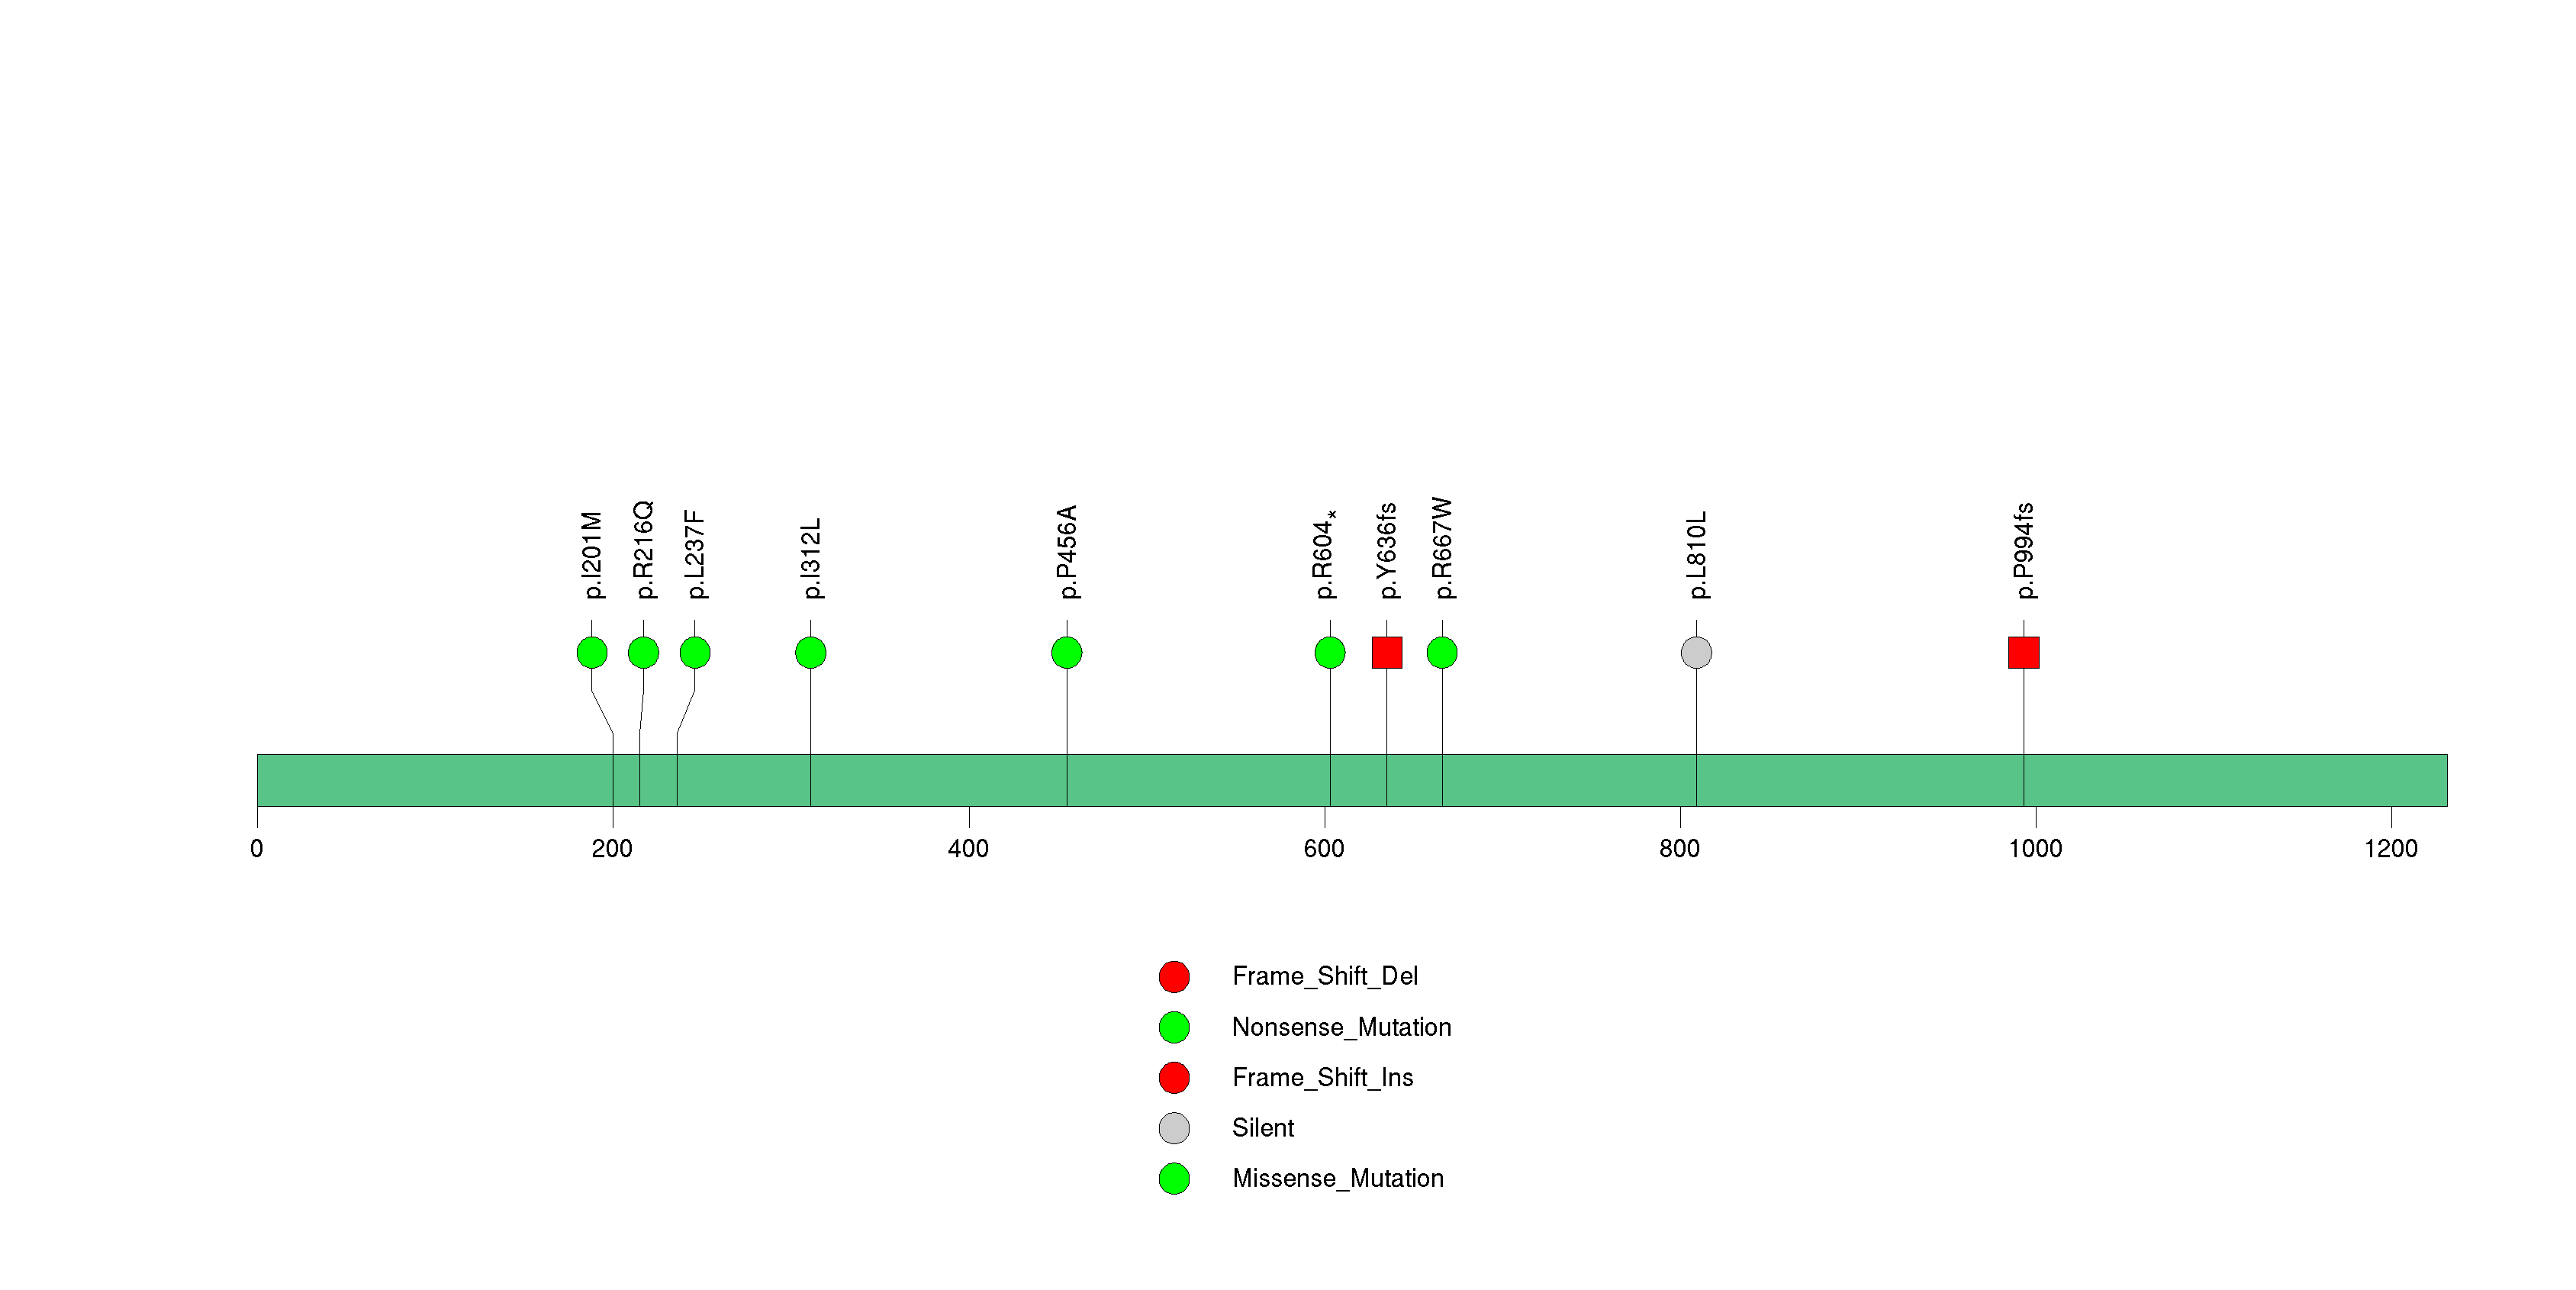 p.I201M
p.R216Q
p.L237F
p.I312L
p.P456A
p.R604*
p.Y636fs
p.R667W
p.L810L
p.P994fs
0 200 400 600 800 1000 1200
Frame_Shift_Del
Nonsense_Mutation
Frame_Shift_Ins
Silent
Missense_Mutation